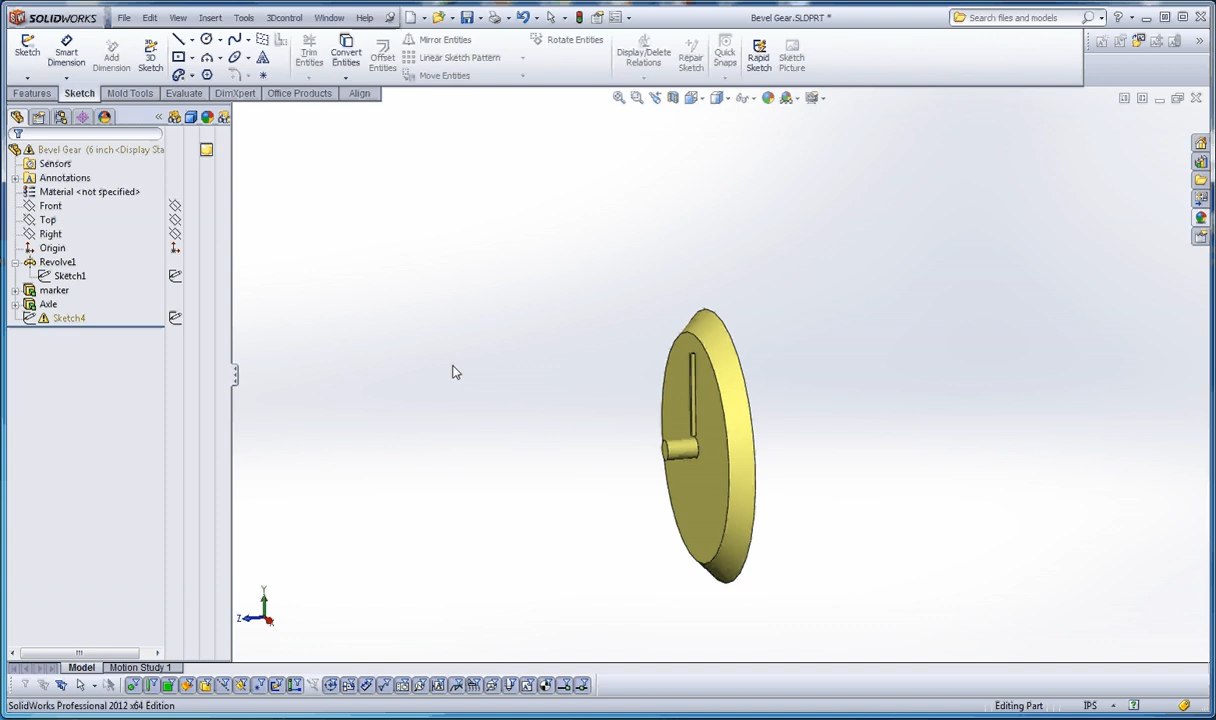 SOLIDWORKS File Edit View Insert Tools 3Dcontrol Window Help Bevel Gear.SLDPRT * Search files and models
Sketch Smart Dimension Add Dimension 3D Sketch Trim Entities Convert Entities Offset Entities Mirror Entities Linear Sketch Pattern Move Entities Rotate Entities Display/Delete Relations Repair Sketch Quick Snaps Rapid Sketch Sketch Picture
Features Sketch Mold Tools Evaluate DimXpert Office Products Align
Bevel Gear (6 inch<Display Sta
Sensors
Annotations
Material <not specified>
Front
Top
Right
Origin
Revolve1
Sketch1
marker
Axle
Sketch4
Y
Z
X
Model Motion Study 1
SolidWorks Professional 2012 x64 Edition Editing Part IPS